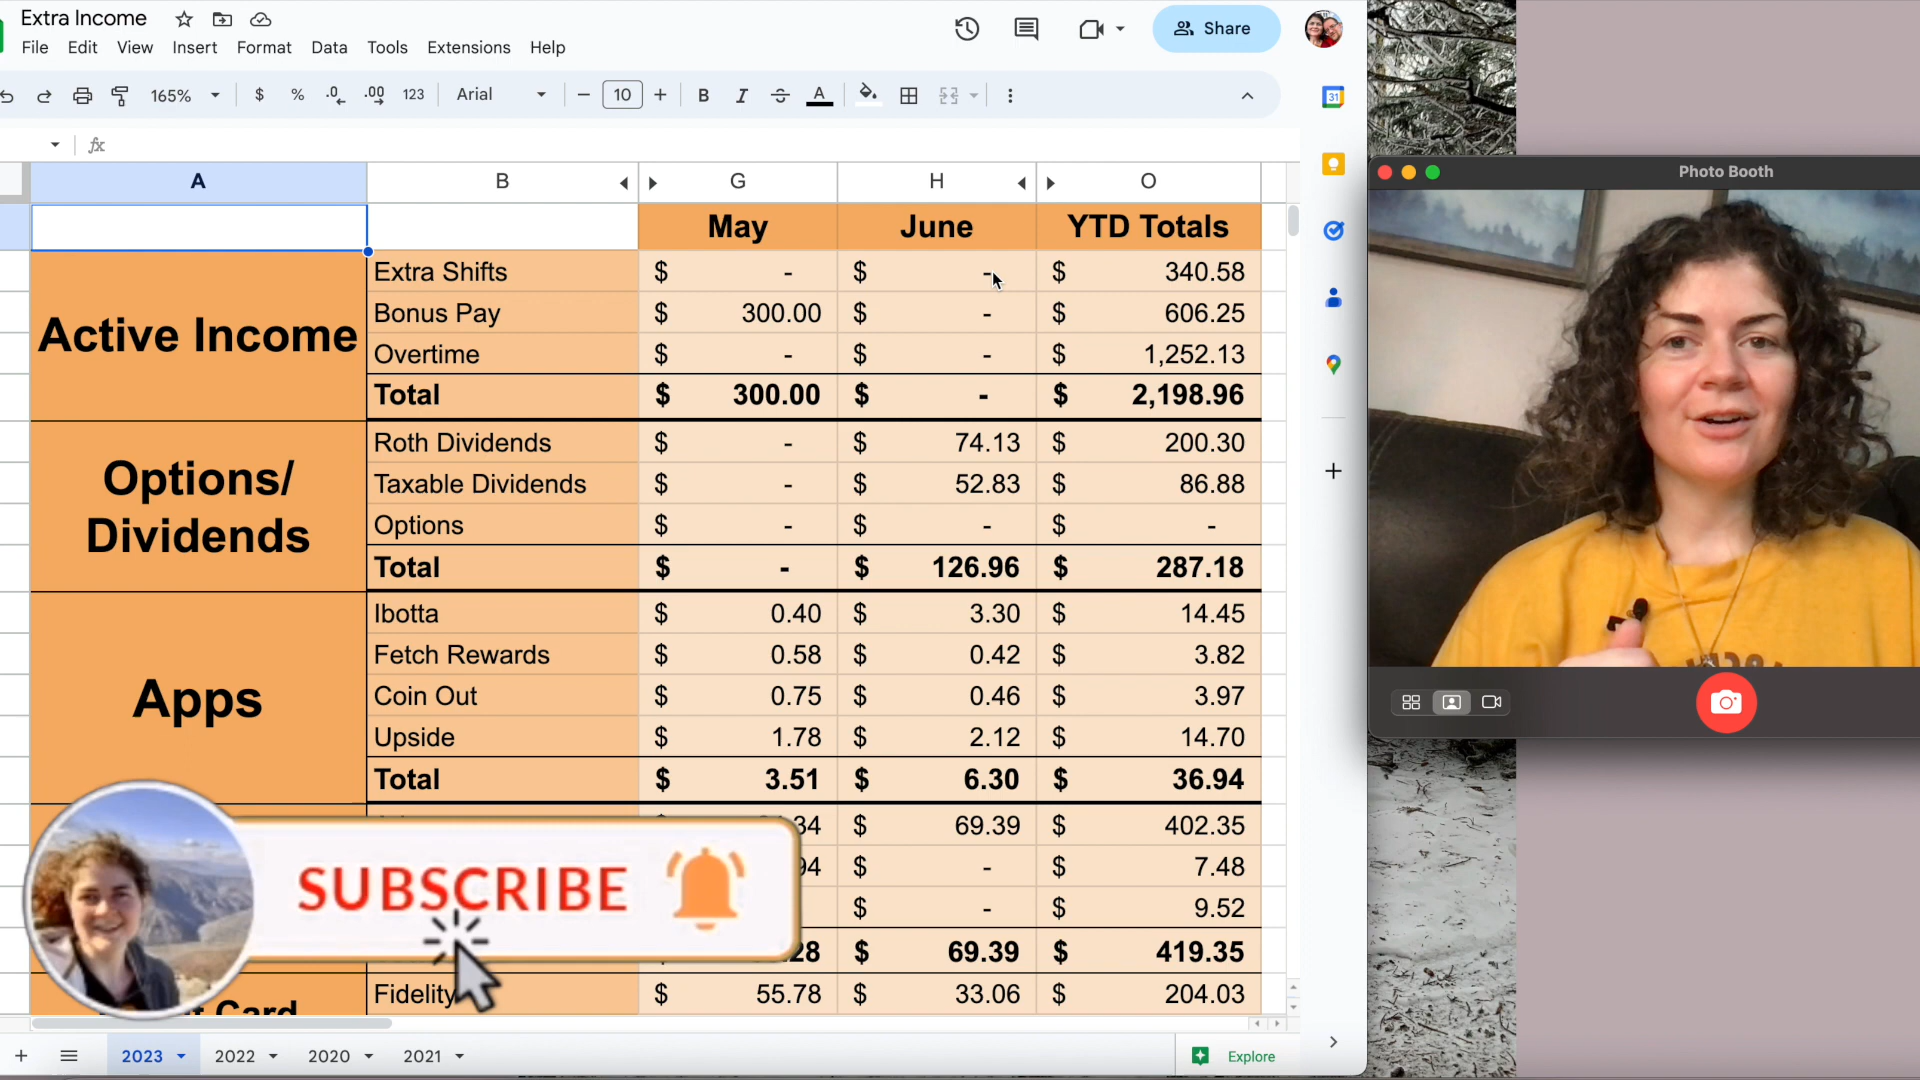 Extra Income
File Edit View Insert Format Data Tools Extensions Help
Share
165% $ % .0 .00 123 Arial 10 B I S A
31
fx
A B G H O
May June YTD Totals
Active Income
Extra Shifts $ - $ - $ 340.58
Bonus Pay $ 300.00 $ - $ 606.25
Overtime $ - $ - $ 1,252.13
Total $ 300.00 $ - $ 2,198.96
Options/
Dividends
Roth Dividends $ - $ 74.13 $ 200.30
Taxable Dividends $ - $ 52.83 $ 86.88
Options $ - $ - $ -
Total $ - $ 126.96 $ 287.18
Apps
Ibotta $ 0.40 $ 3.30 $ 14.45
Fetch Rewards $ 0.58 $ 0.42 $ 3.82
Coin Out $ 0.75 $ 0.46 $ 3.97
Upside $ 1.78 $ 2.12 $ 14.70
Total $ 3.51 $ 6.30 $ 36.94
34 $ 69.39 $ 402.35
94 $ - $ 7.48
$ - $ 9.52
28 $ 69.39 $ 419.35
Fidelity $ 55.78 $ 33.06 $ 204.03
Card
SUBSCRIBE
2023 2022 2020 2021
Explore
Photo Booth